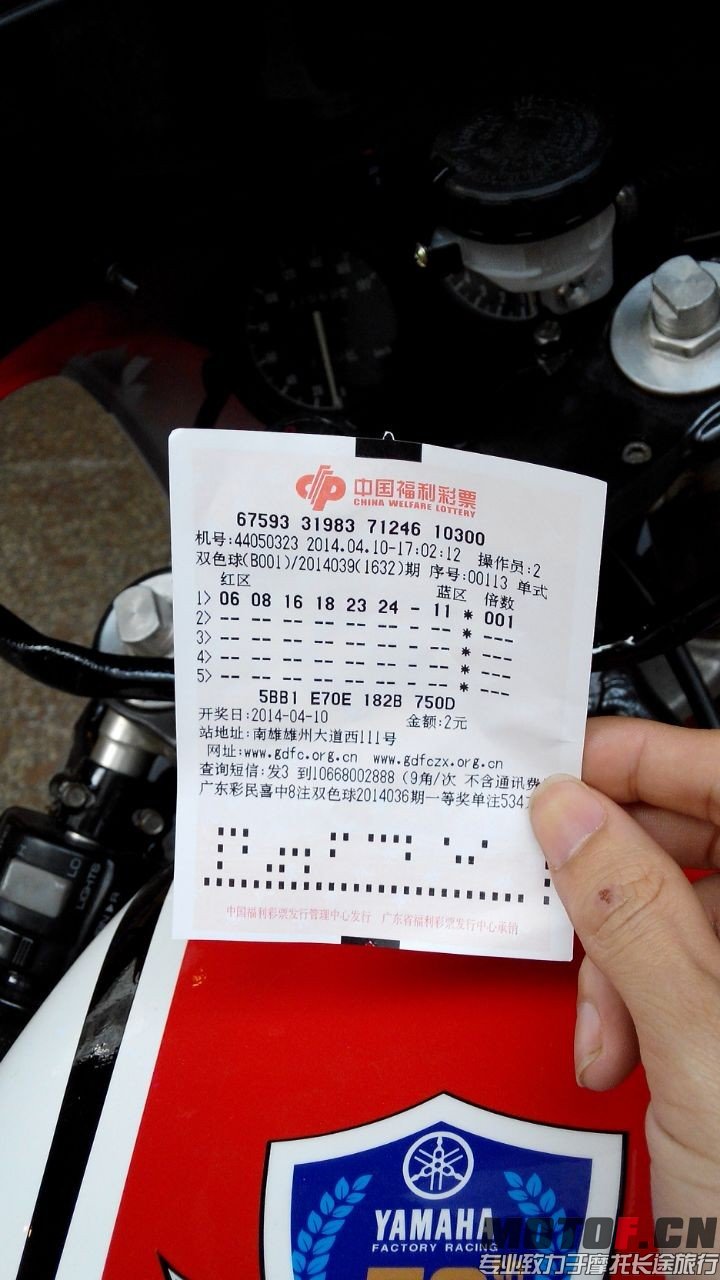 中国福利彩票
CHINA WELFARE LOTTERY
67593 31983 71246 10300
机号:44050323 2014.04.10-17:02:12 操作员:2
双色球(B001)/2014039(1632)期 序号:00113 单式
红区 蓝区 倍数
1> 06 08 16 18 23 24 - 11 * 001
2> -- -- -- -- -- -- - -- * ---
3> -- -- -- -- -- -- - -- * ---
4> -- -- -- -- -- -- - -- * ---
5> -- -- -- -- -- -- - -- * ---
5BB1 E70E 182B 750D
开奖日:2014-04-10 金额:2元
站地址:南雄雄州大道西111号
网址:www.gdfc.org.cn www.gdfczx.org.cn
查询短信:发3 到10668002888 (9角/次 不含通讯费
广东彩民喜中8注双色球2014036期一等奖单注534
中国福利彩票发行管理中心发行 广东省福利彩票发行中心承销
LIGHTS
YAMAHA
FACTORY RACING
MOTOF.CN
专业致力于摩托长途旅行